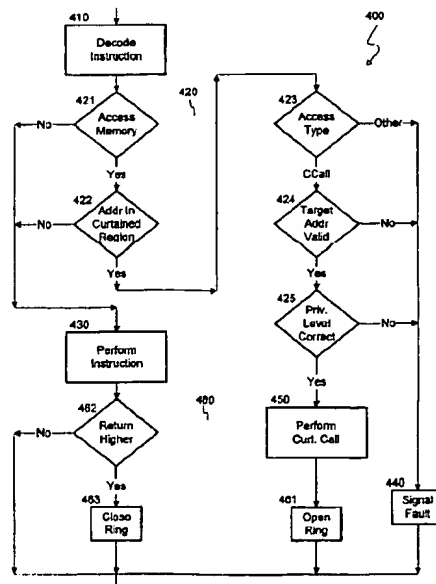 410
Decode
Instruction
421
Access
Memory
420
No
Yes
422
Addr In
Curtained
Region
No
Yes
430
Perform
Instruction
462
Return
Higher
460
No
Yes
463
Close
Ring
400
423
Access
Type
Other
CCall
424
Target
Addr
Valid
No
Yes
425
Priv.
Level
Correct
No
Yes
450
Perform
Curt. Call
461
Open
Ring
440
Signal
Fault